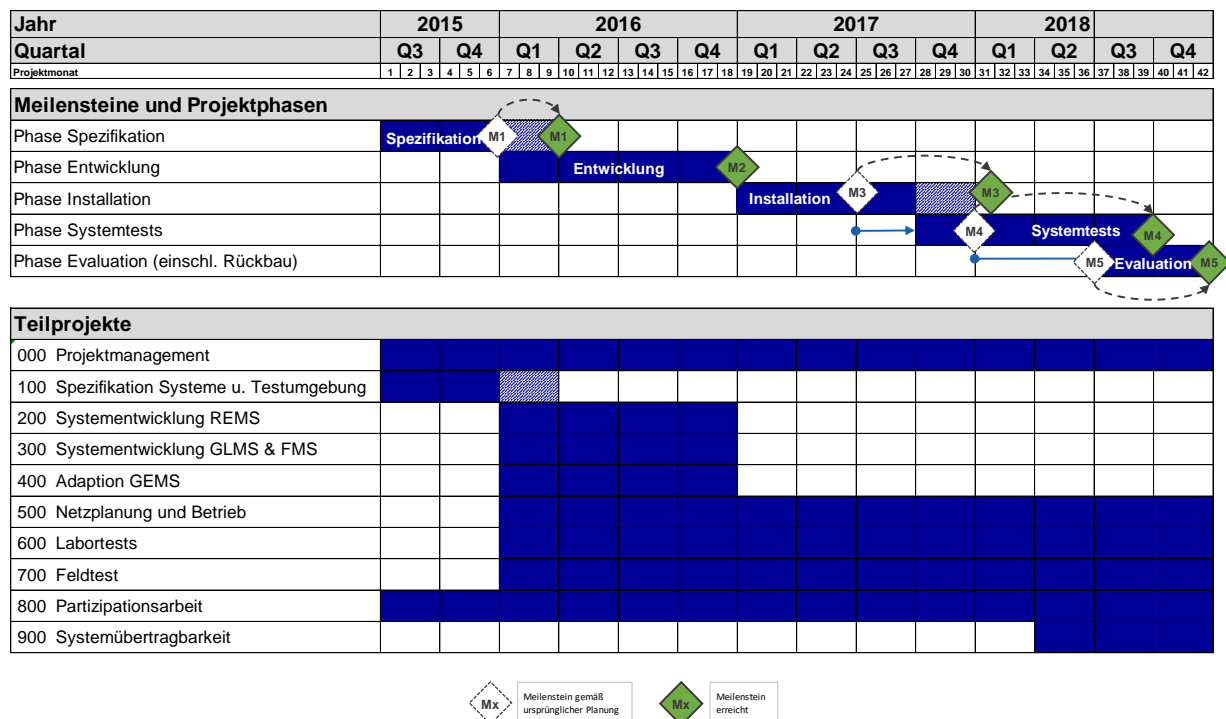 Jahr 2015 2016 2017 2018
Quartal Q3 Q4 Q1 Q2 Q3 Q4 Q1 Q2 Q3 Q4 Q1 Q2 Q3 Q4
Projektmonat 1 2 3 4 5 6 7 8 9 10 11 12 13 14 15 16 17 18 19 20 21 22 23 24 25 26 27 28 29 30 31 32 33 34 35 36 37 38 39 40 41 42
Meilensteine und Projektphasen
Phase Spezifikation Spezifikation M1 M1
Phase Entwicklung Entwicklung M2
Phase Installation Installation M3 M3
Phase Systemtests M4 Systemtests M4
Phase Evaluation (einschl. Rückbau) M5 Evaluation M5
Teilprojekte
000 Projektmanagement
100 Spezifikation Systeme u. Testumgebung
200 Systementwicklung REMS
300 Systementwicklung GLMS & FMS
400 Adaption GEMS
500 Netzplanung und Betrieb
600 Labortests
700 Feldtest
800 Partizipationsarbeit
900 Systemübertragbarkeit
Mx Meilenstein gemäß ursprünglicher Planung
Mx Meilenstein erreicht